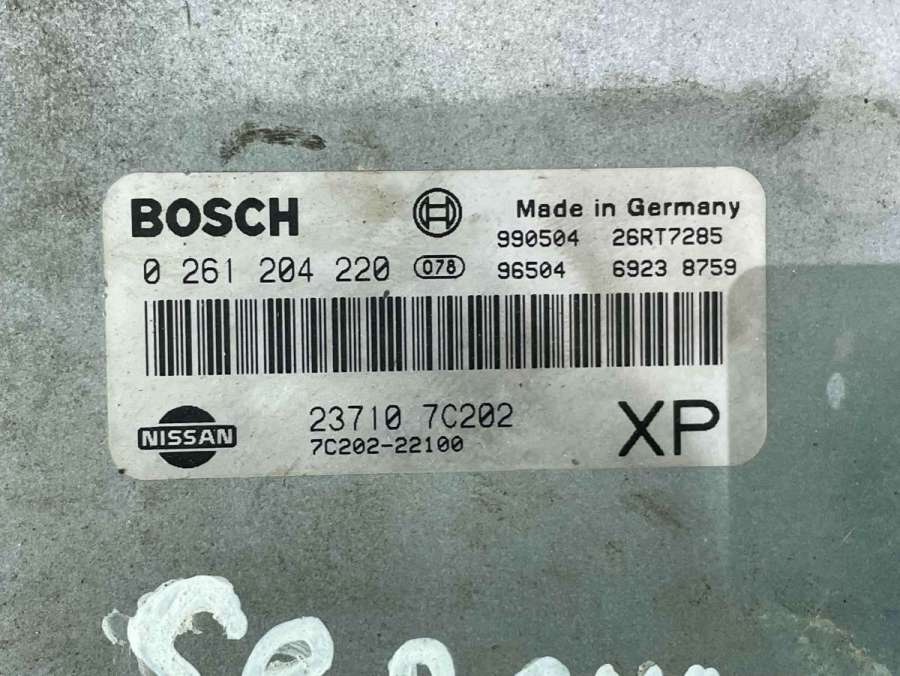 BOSCH Made in Germany
990504 26RT7285
0 261 204 220 078 96504 6923 8759
NISSAN 23710 7C202 XP
7C202-22100